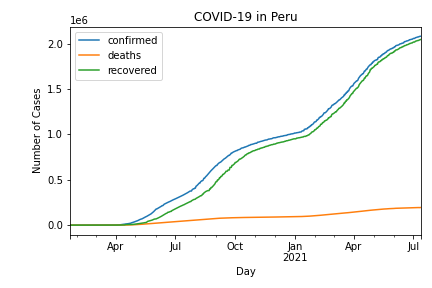 COVID-19 in Peru
1e6
confirmed
deaths
recovered
2.0
1.5
1.0
0.5
0.0
Number of Cases
Apr Jul Oct Jan Apr Jul
2021
Day